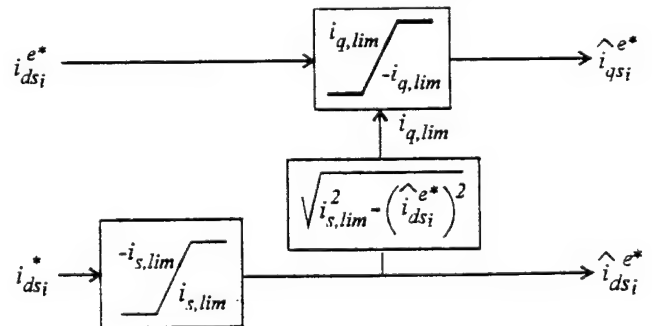 i_{ds_i}^{e*}
i_{q,lim}
-i_{q,lim}
\hat{i}_{qs_i}^{e*}
i_{q,lim}
\sqrt{i_{s,lim}^2 - (\hat{i}_{ds_i}^{e*})^2}
i_{ds_i}^{*}
-i_{s,lim}
i_{s,lim}
\hat{i}_{ds_i}^{e*}